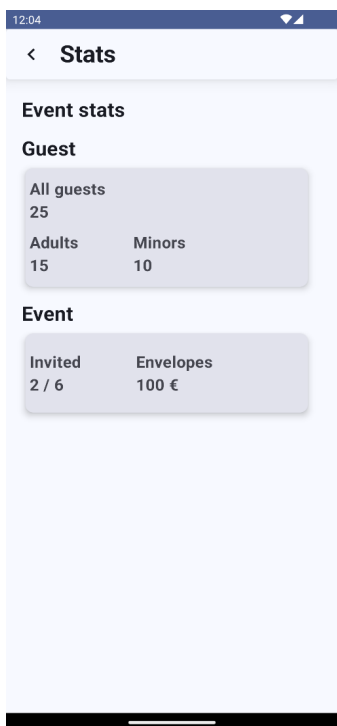 12:04
Stats
Event stats
Guest
All guests
25
Adults Minors
15 10
Event
Invited Envelopes
2 / 6 100 €